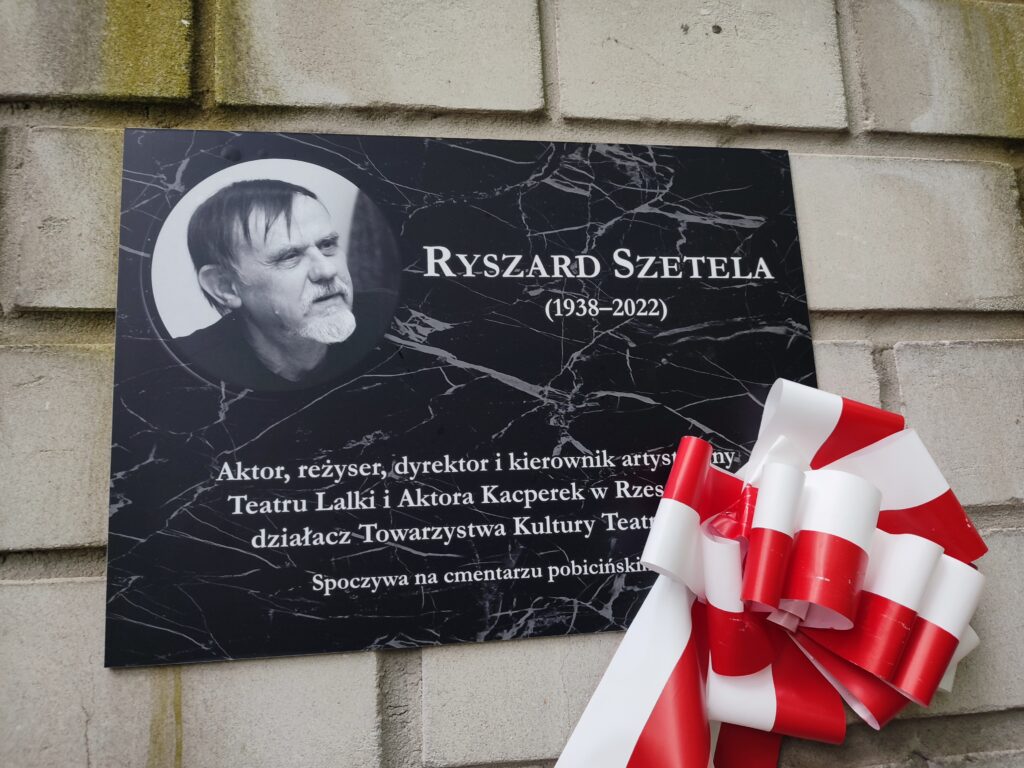 RYSZARD SZETELA
(1938–2022)
Aktor, reżyser, dyrektor i kierownik
Teatru Lalki i Aktora Kacperek w
działacz Towarzystwa Kultury
Spoczywa na cmentarzu